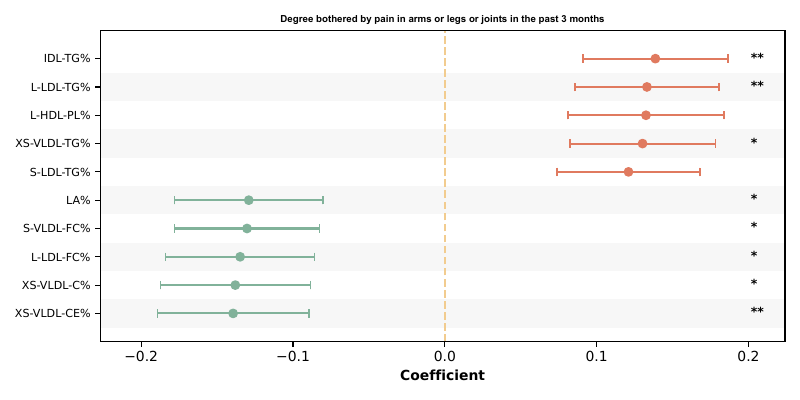 Degree bothered by pain in arms or legs or joints in the past 3 months
IDL-TG% **
L-LDL-TG% **
L-HDL-PL%
XS-VLDL-TG% *
S-LDL-TG%
LA% *
S-VLDL-FC% *
L-LDL-FC% *
XS-VLDL-C% *
XS-VLDL-CE% **
−0.2 −0.1 0.0 0.1 0.2
Coefficient